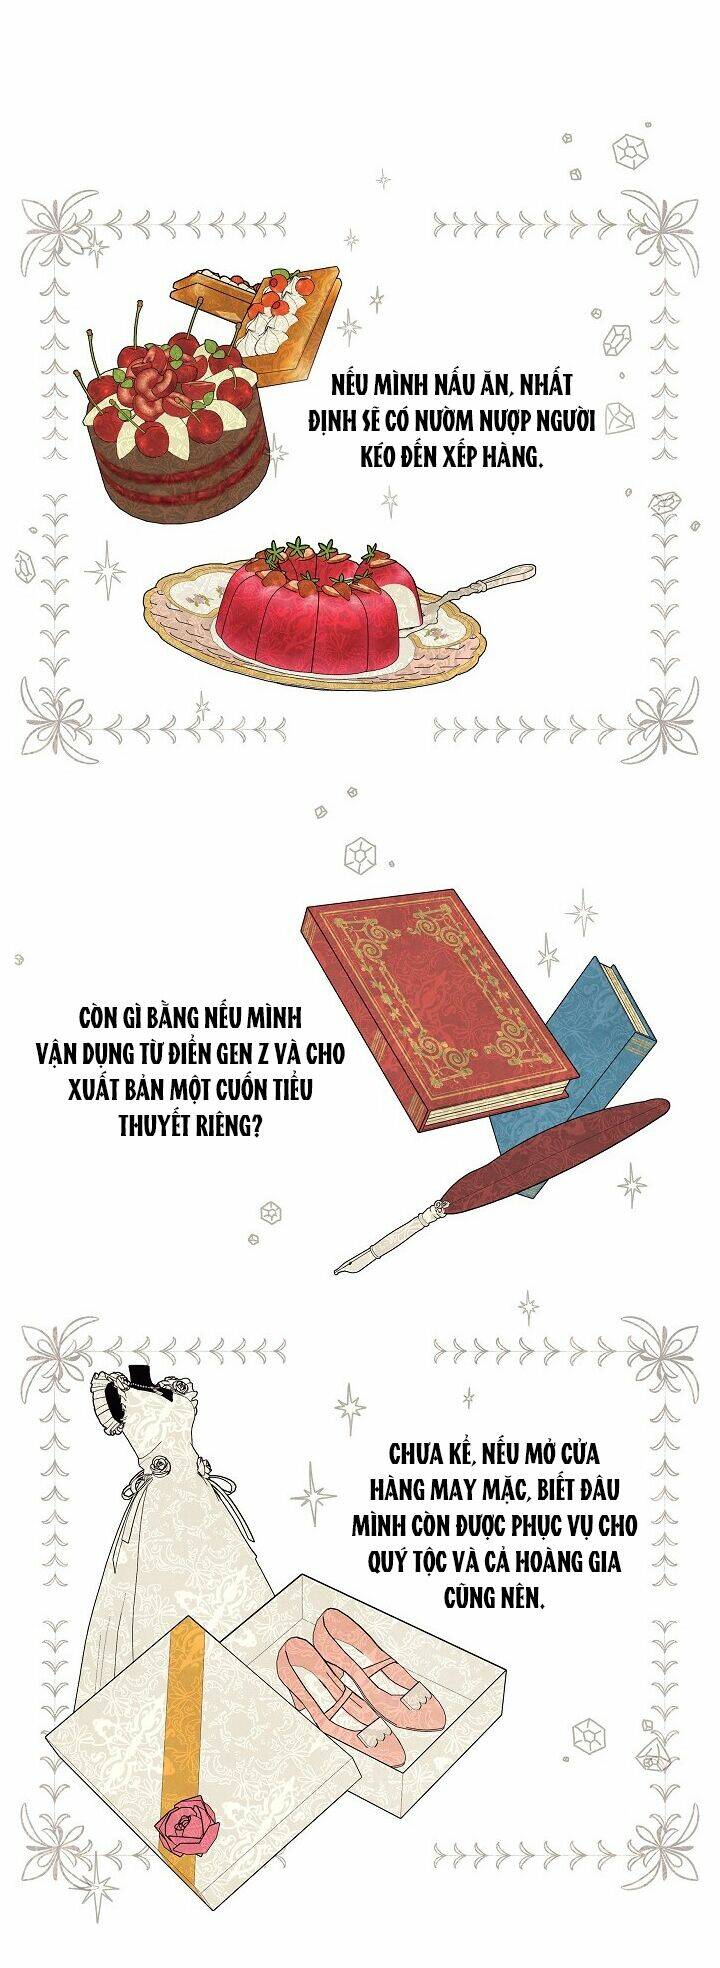 NẾU MÌNH NẤU ĂN, NHẤT
ĐỊNH SẼ CÓ NƯỜM NƯỢP NGƯỜI
KÉO ĐẾN XẾP HÀNG.
CÒN GÌ BẰNG NẾU MÌNH
VẬN DỤNG TỪ ĐIỂN GEN Z VÀ CHO
XUẤT BẢN MỘT CUỐN TIỂU
THUYẾT RIÊNG?
CHƯA KỂ, NẾU MỞ CỬA
HÀNG MAY MẶC, BIẾT ĐÂU
MÌNH CÒN ĐƯỢC PHỤC VỤ CHO
QUÝ TỘC VÀ CẢ HOÀNG GIA
CŨNG NÊN.